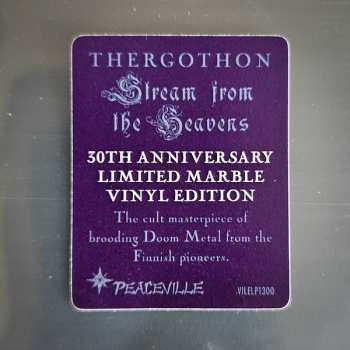 THERGOTHON
Stream from
the Heavens
30TH ANNIVERSARY
LIMITED MARBLE
VINYL EDITION
The cult masterpiece of
brooding Doom Metal from the
Finnish pioneers.
PEACEVILLE
.VILELP1300.